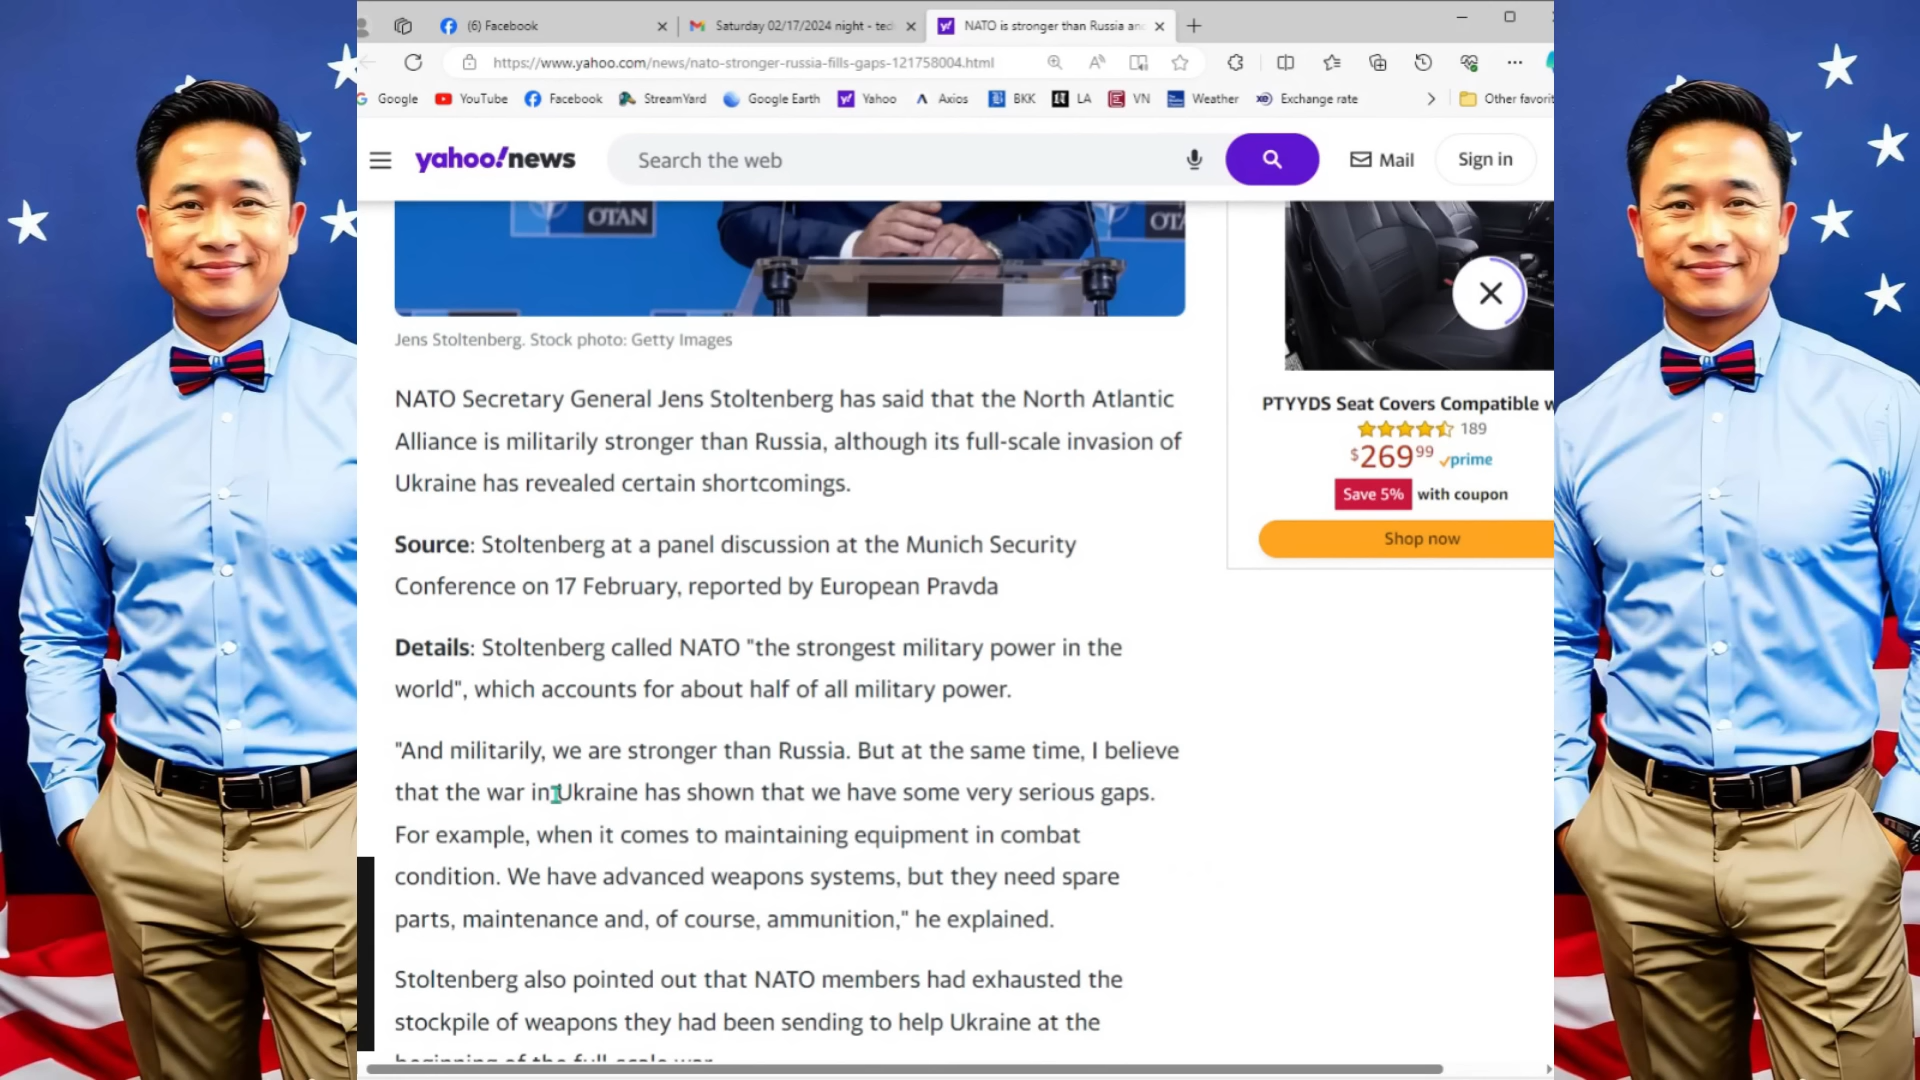 (6) Facebook
Saturday 02/17/2024 night - tec
NATO is stronger than Russia an
https://www.yahoo.com/news/nato-stronger-russia-fills-gaps-121758004.html
Google YouTube Facebook StreamYard Google Earth Yahoo Axios BKK LA VN Weather Exchange rate Other favorit
yahoo!news
Search the web
Mail
Sign in
OTAN
Jens Stoltenberg. Stock photo: Getty Images
NATO Secretary General Jens Stoltenberg has said that the North Atlantic
Alliance is militarily stronger than Russia, although its full-scale invasion of
Ukraine has revealed certain shortcomings.
Source: Stoltenberg at a panel discussion at the Munich Security
Conference on 17 February, reported by European Pravda
Details: Stoltenberg called NATO "the strongest military power in the
world", which accounts for about half of all military power.
"And militarily, we are stronger than Russia. But at the same time, I believe
that the war in Ukraine has shown that we have some very serious gaps.
For example, when it comes to maintaining equipment in combat
condition. We have advanced weapons systems, but they need spare
parts, maintenance and, of course, ammunition," he explained.
Stoltenberg also pointed out that NATO members had exhausted the
stockpile of weapons they had been sending to help Ukraine at the
beginning of the full-scale war.
PTYYDS Seat Covers Compatible w
189
$269.99 prime
Save 5% with coupon
Shop now